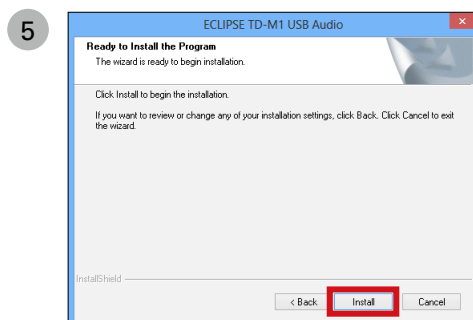 5
ECLIPSE TD-M1 USB Audio
Ready to Install the Program
The wizard is ready to begin installation.
Click Install to begin the installation.
If you want to review or change any of your installation settings, click Back. Click Cancel to exit
the wizard.
InstallShield
< Back Install Cancel